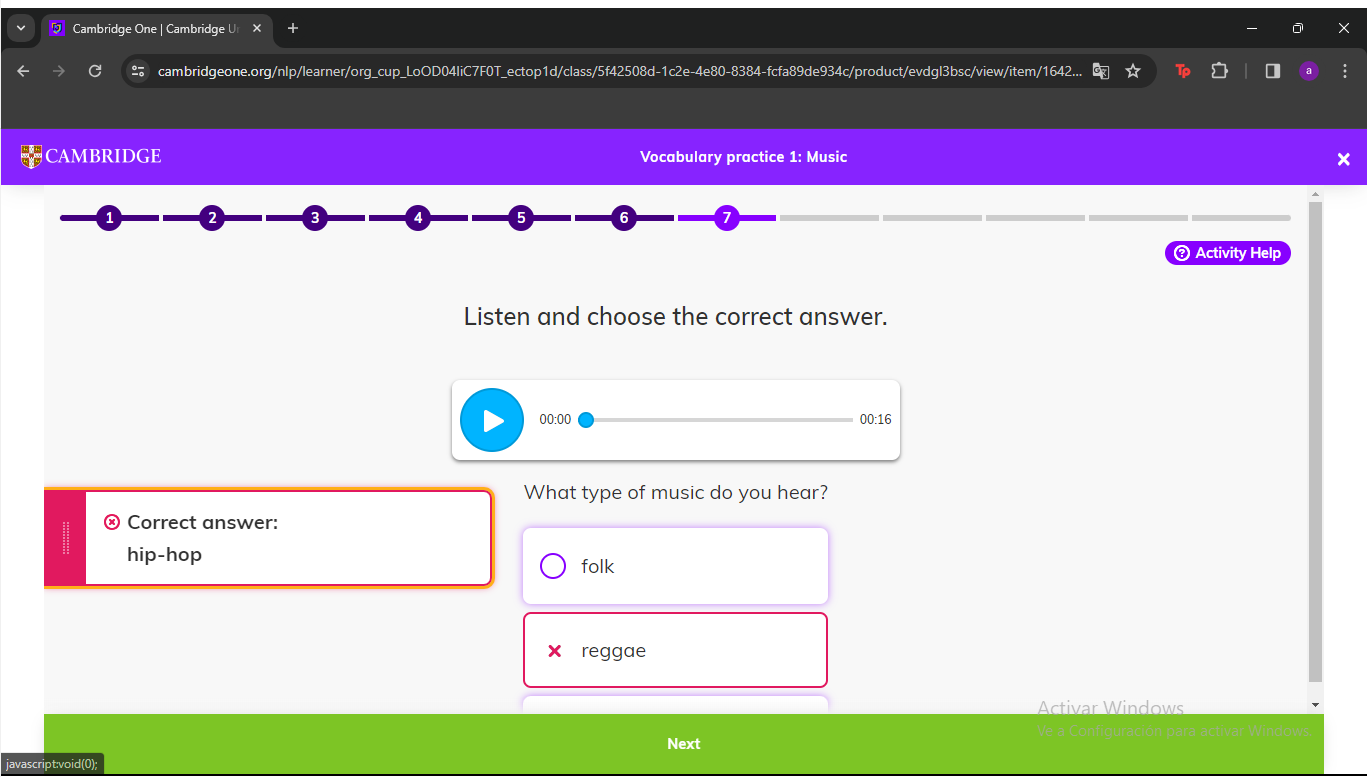 Cambridge One | Cambridge Ur
cambridgeone.org/nlp/learner/org_cup_LoOD04IiC7F0T_ectop1d/class/5f42508d-1c2e-4e80-8384-fcfa89de934c/product/evdgl3bsc/view/item/1642...
Tp
a
CAMBRIDGE
Vocabulary practice 1: Music
1 2 3 4 5 6 7
Activity Help
Listen and choose the correct answer.
00:00 00:16
What type of music do you hear?
Correct answer:
hip-hop
folk
reggae
Activar Windows
Ve a Configuración para activar Windows.
Next
javascript:void(0);